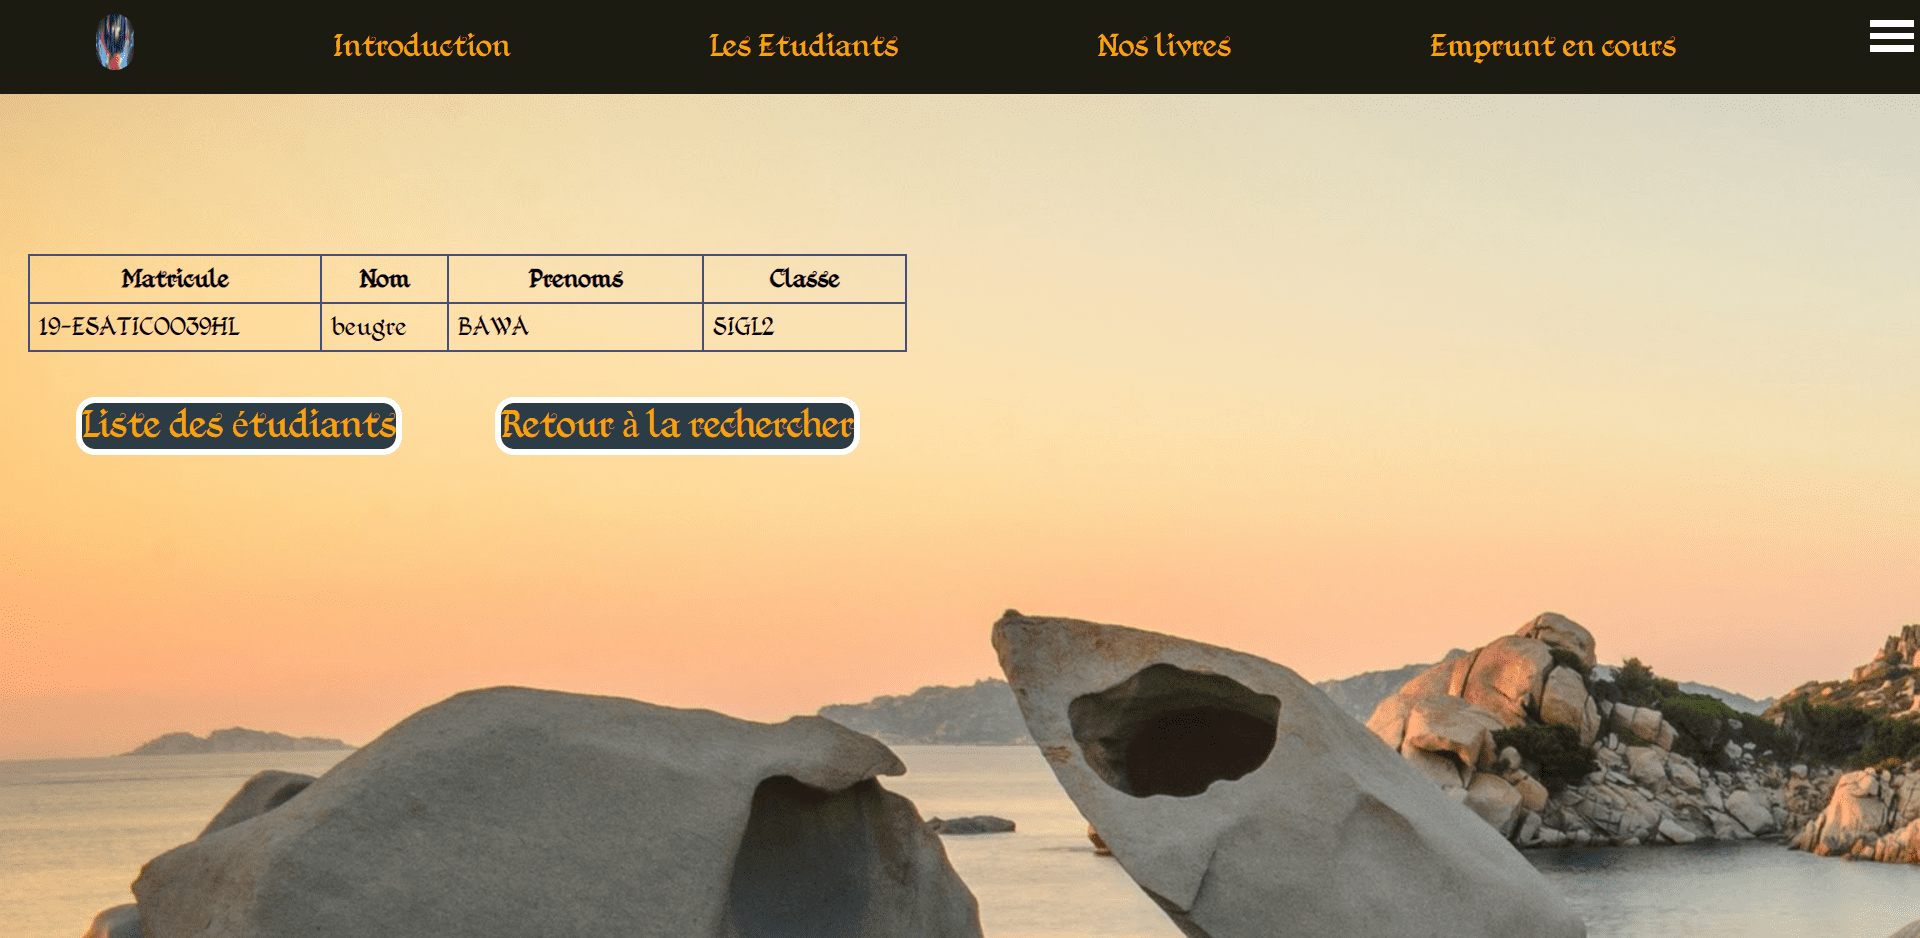 Introduction Les Etudiants Nos livres Emprunt en cours
Matricule Nom Prenoms Classe
19-ESATIC0039HL beugre BAWA SIGL2
Liste des étudiants Retour à la rechercher